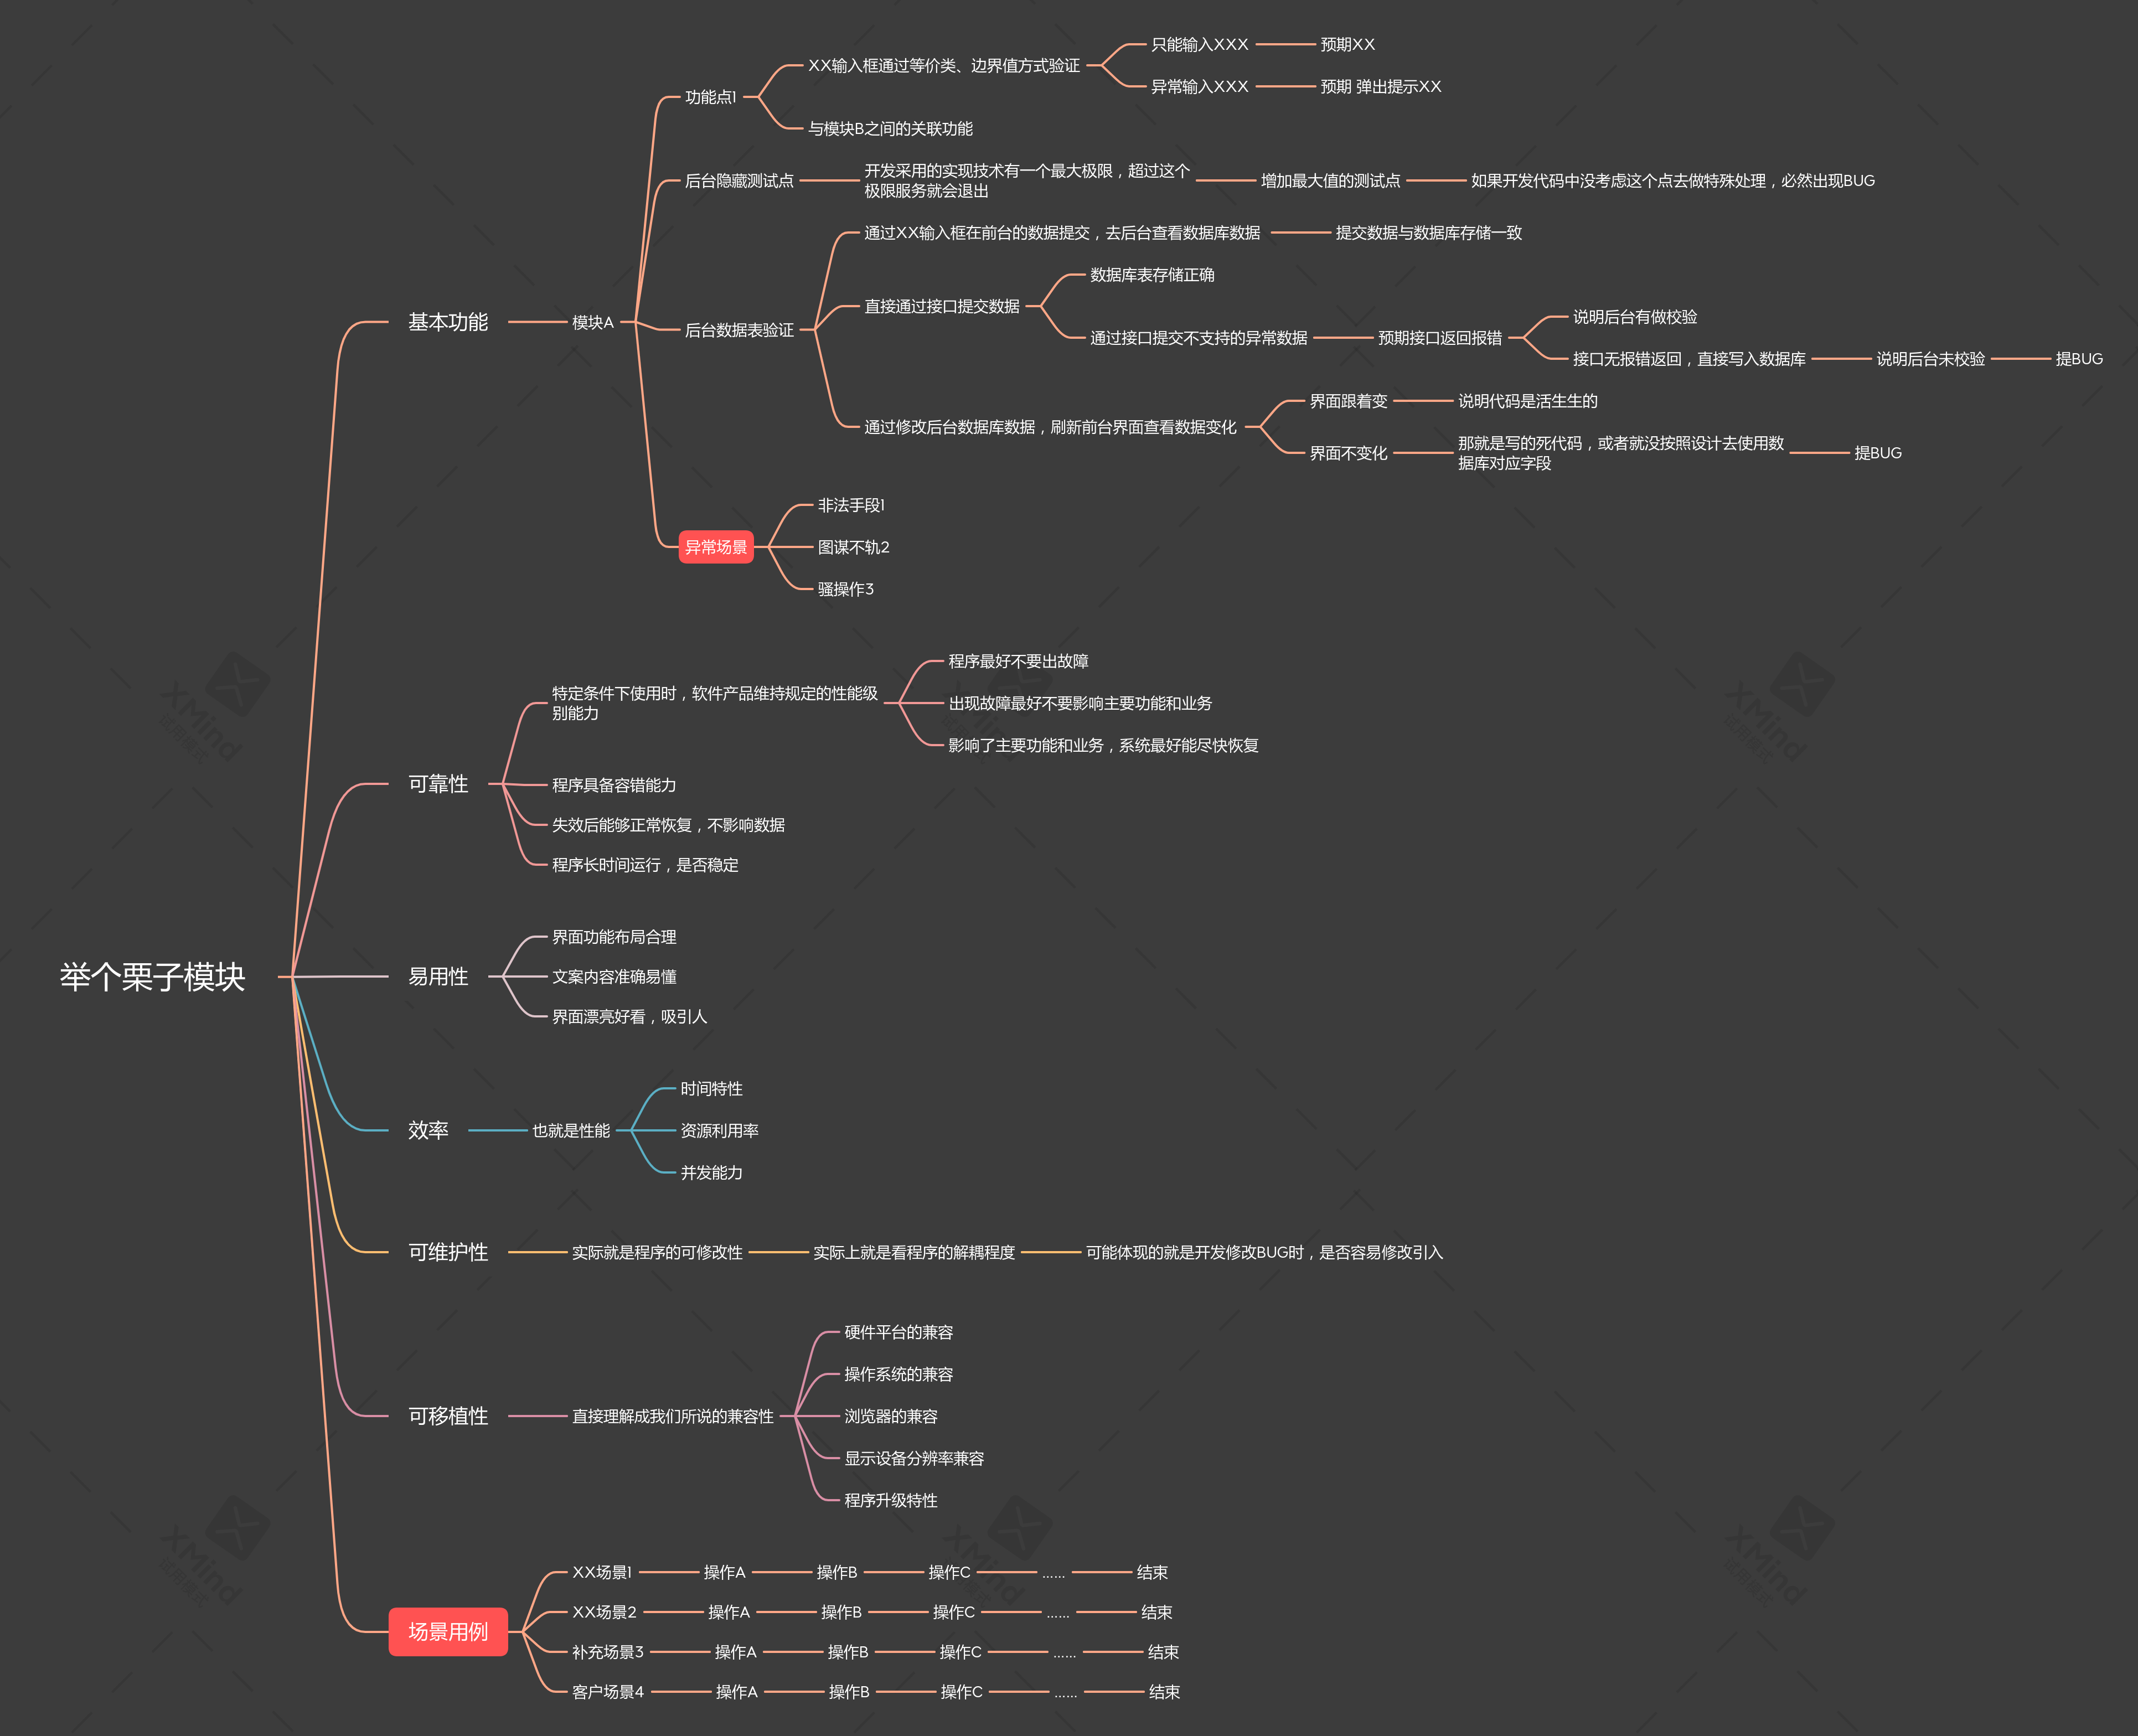 举个栗子模块
基本功能
模块A
功能点1
XX输入框通过等价类、边界值方式验证
只能输入XXX
预期XX
异常输入XXX
预期 弹出提示XX
与模块B之间的关联功能
后台隐藏测试点
开发采用的实现技术有一个最大极限，超过这个
极限服务就会退出
增加最大值的测试点
如果开发代码中没考虑这个点去做特殊处理，必然出现BUG
后台数据表验证
通过XX输入框在前台的数据提交，去后台查看数据库数据
提交数据与数据库存储一致
直接通过接口提交数据
数据库表存储正确
通过接口提交不支持的异常数据
预期接口返回报错
说明后台有做校验
接口无报错返回，直接写入数据库
说明后台未校验
提BUG
通过修改后台数据库数据，刷新前台界面查看数据变化
界面跟着变
说明代码是活生生的
界面不变化
那就是写的死代码，或者就没按照设计去使用数
据库对应字段
提BUG
异常场景
非法手段1
图谋不轨2
骚操作3
可靠性
特定条件下使用时，软件产品维持规定的性能级
别能力
程序最好不要出故障
出现故障最好不要影响主要功能和业务
影响了主要功能和业务，系统最好能尽快恢复
程序具备容错能力
失效后能够正常恢复，不影响数据
程序长时间运行，是否稳定
易用性
界面功能布局合理
文案内容准确易懂
界面漂亮好看，吸引人
效率
也就是性能
时间特性
资源利用率
并发能力
可维护性
实际就是程序的可修改性
实际上就是看程序的解耦程度
可能体现的就是开发修改BUG时，是否容易修改引入
可移植性
直接理解成我们所说的兼容性
硬件平台的兼容
操作系统的兼容
浏览器的兼容
显示设备分辨率兼容
程序升级特性
场景用例
XX场景1
操作A
操作B
操作C
……
结束
XX场景2
操作A
操作B
操作C
……
结束
补充场景3
操作A
操作B
操作C
……
结束
客户场景4
操作A
操作B
操作C
……
结束
XMind
试用模式
XMind
试用模式
XMind
试用模式
XMind
试用模式
XMind
试用模式
XMind
试用模式